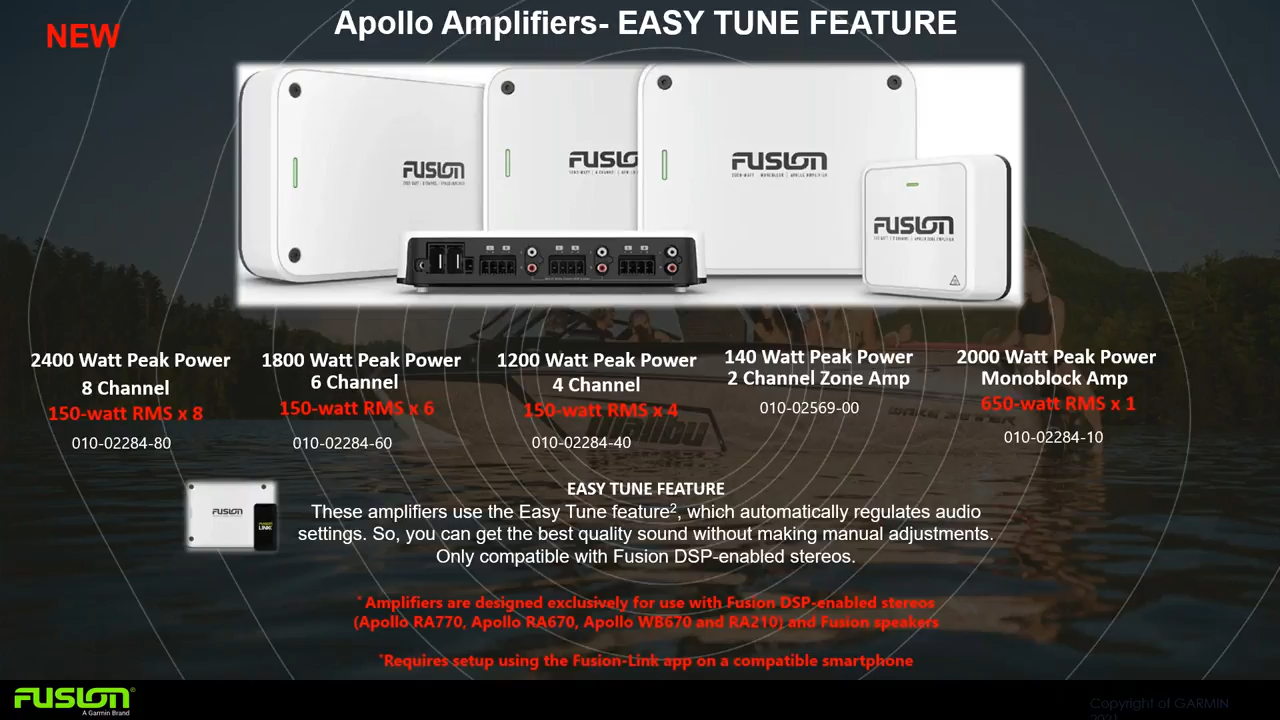 NEW
Apollo Amplifiers- EASY TUNE FEATURE
FUSION
FUSIO
FUSION
FUSION
2400 Watt Peak Power
8 Channel
150-watt RMS x 8
010-02284-80
1800 Watt Peak Power
6 Channel
150-watt RMS x 6
010-02284-60
1200 Watt Peak Power
4 Channel
150-watt RMS x 4
010-02284-40
140 Watt Peak Power
2 Channel Zone Amp
010-02569-00
2000 Watt Peak Power
Monoblock Amp
650-watt RMS x 1
010-02284-10
malibu
FUSION
FUSION
LINK
EASY TUNE FEATURE
These amplifiers use the Easy Tune feature², which automatically regulates audio
settings. So, you can get the best quality sound without making manual adjustments.
Only compatible with Fusion DSP-enabled stereos.
* Amplifiers are designed exclusively for use with Fusion DSP-enabled stereos
(Apollo RA770, Apollo RA670, Apollo WB670 and RA210) and Fusion speakers
*Requires setup using the Fusion-Link app on a compatible smartphone
FUSION®
A Garmin Brand
Copyright of GARMIN